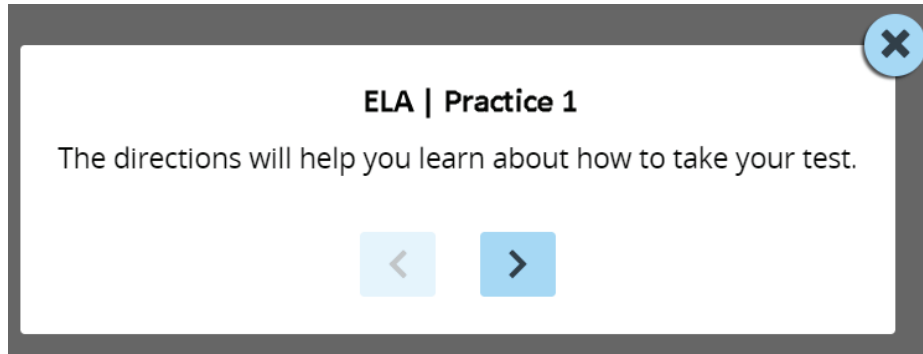 ELA | Practice 1
The directions will help you learn about how to take your test.